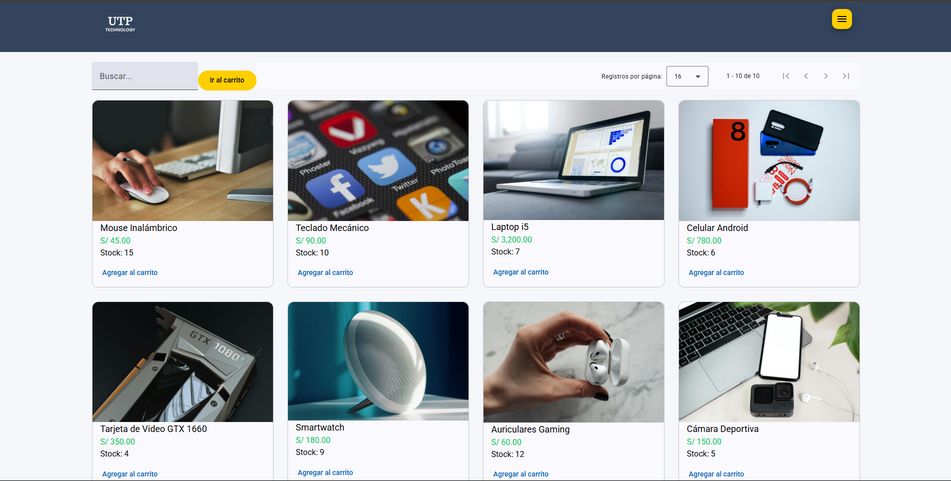 UTP
TECHNOLOGY
Buscar...
Ir al carrito
Registros por página:
16
1 - 10 de 10
8
Phoster
Vizzywig
PhotoToa
Facebook
Twitter
Mouse Inalámbrico
S/ 45.00
Stock: 15
Agregar al carrito
Teclado Mecánico
S/ 90.00
Stock: 10
Agregar al carrito
Laptop i5
S/ 3,200.00
Stock: 7
Agregar al carrito
Celular Android
S/ 780.00
Stock: 6
Agregar al carrito
GTX 1080
Tarjeta de Video GTX 1660
S/ 350.00
Stock: 4
Agregar al carrito
Smartwatch
S/ 180.00
Stock: 9
Agregar al carrito
Auriculares Gaming
S/ 60.00
Stock: 12
Agregar al carrito
Cámara Deportiva
S/ 150.00
Stock: 5
Agregar al carrito